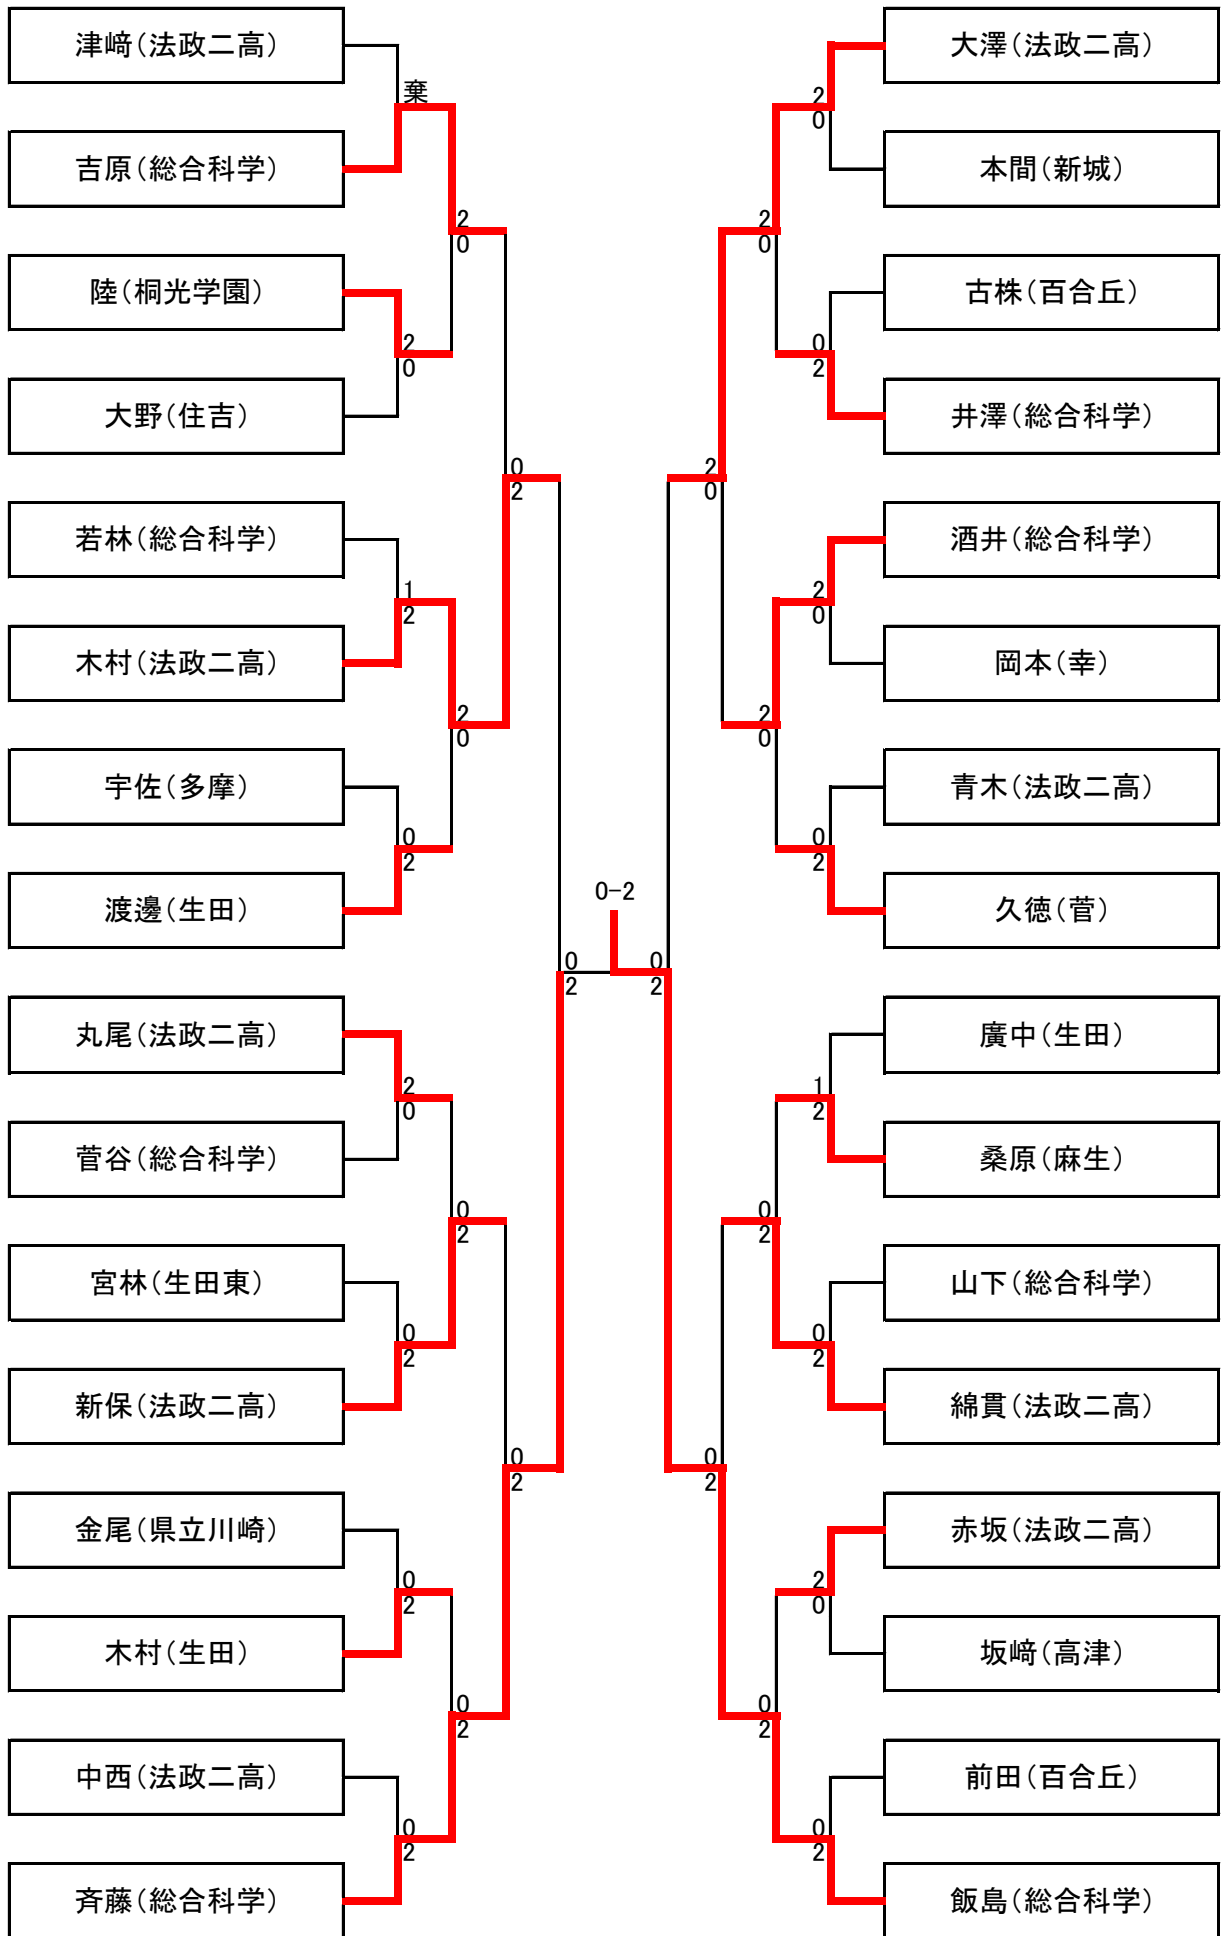 津﨑(法政二高)
棄
吉原(総合科学)
2
0
陸(桐光学園)
2
0
大野(住吉)
0
2
若林(総合科学)
1
2
木村(法政二高)
2
0
宇佐(多摩)
0
2
渡邊(生田)
0
2
丸尾(法政二高)
2
0
菅谷(総合科学)
0
2
宮林(生田東)
0
2
新保(法政二高)
0
2
金尾(県立川崎)
0
2
木村(生田)
0
2
中西(法政二高)
0
2
斉藤(総合科学)
0-2
大澤(法政二高)
2
0
本間(新城)
2
0
古株(百合丘)
0
2
井澤(総合科学)
2
0
酒井(総合科学)
2
0
岡本(幸)
2
0
青木(法政二高)
0
2
久徳(菅)
0
2
廣中(生田)
1
2
桑原(麻生)
0
2
山下(総合科学)
0
2
綿貫(法政二高)
0
2
赤坂(法政二高)
2
0
坂﨑(高津)
0
2
前田(百合丘)
0
2
飯島(総合科学)